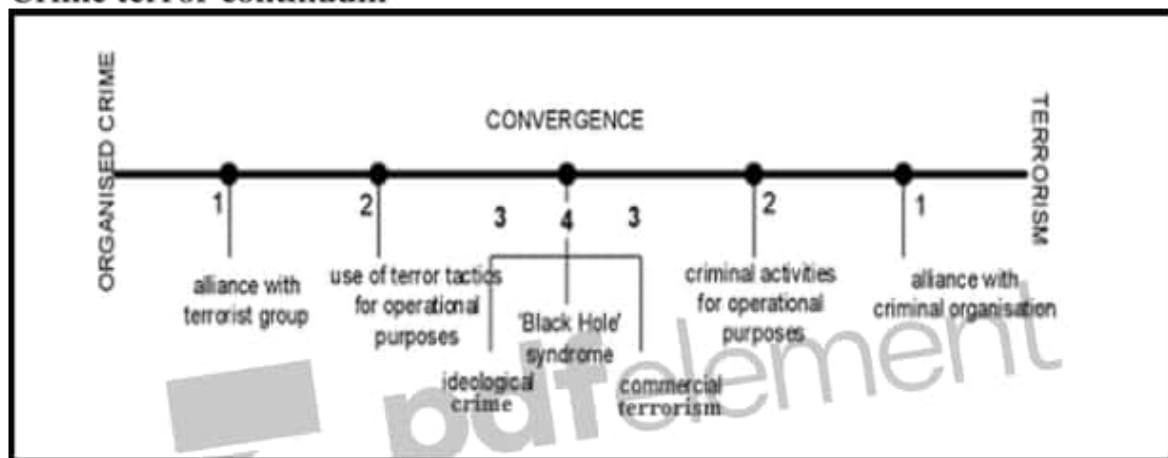 Crime terror continuum
ORGANISED CRIME
CONVERGENCE
TERRORISM
1
2
3
4
3
2
1
alliance with
terrorist group
use of terror tactics
for operational
purposes
ideological
crime
'Black Hole'
syndrome
commercial
terrorism
criminal activities
for operational
purposes
alliance with
criminal organisation
pdfelement